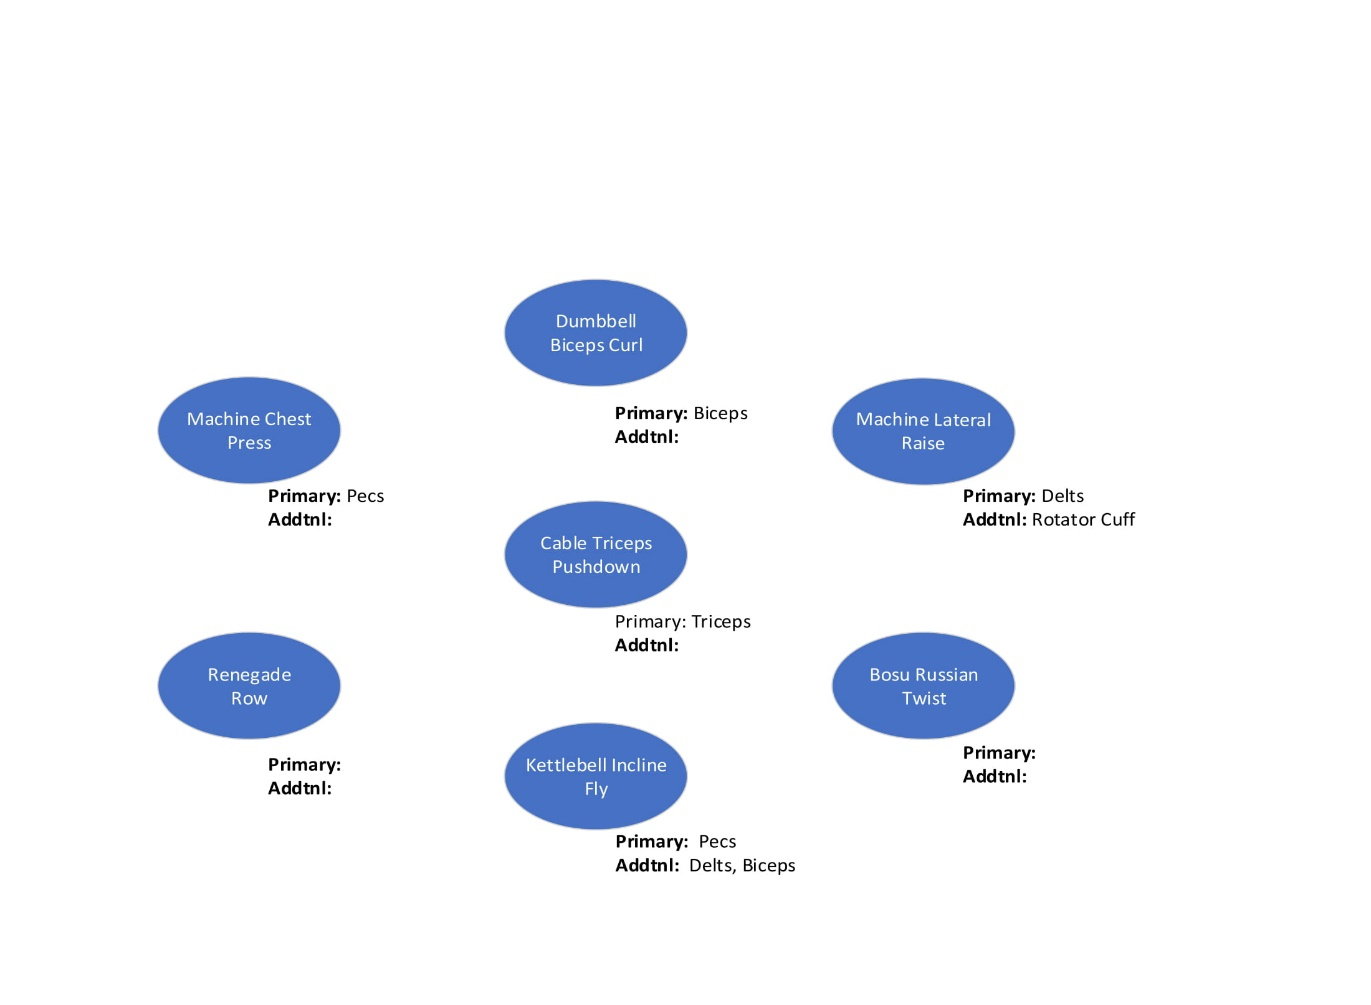 Dumbbell
Biceps Curl
Primary: Biceps
Addtnl:
Machine Chest
Press
Primary: Pecs
Addtnl:
Machine Lateral
Raise
Primary: Delts
Addtnl: Rotator Cuff
Cable Triceps
Pushdown
Primary: Triceps
Addtnl:
Renegade
Row
Primary:
Addtnl:
Bosu Russian
Twist
Primary:
Addtnl:
Kettlebell Incline
Fly
Primary: Pecs
Addtnl: Delts, Biceps